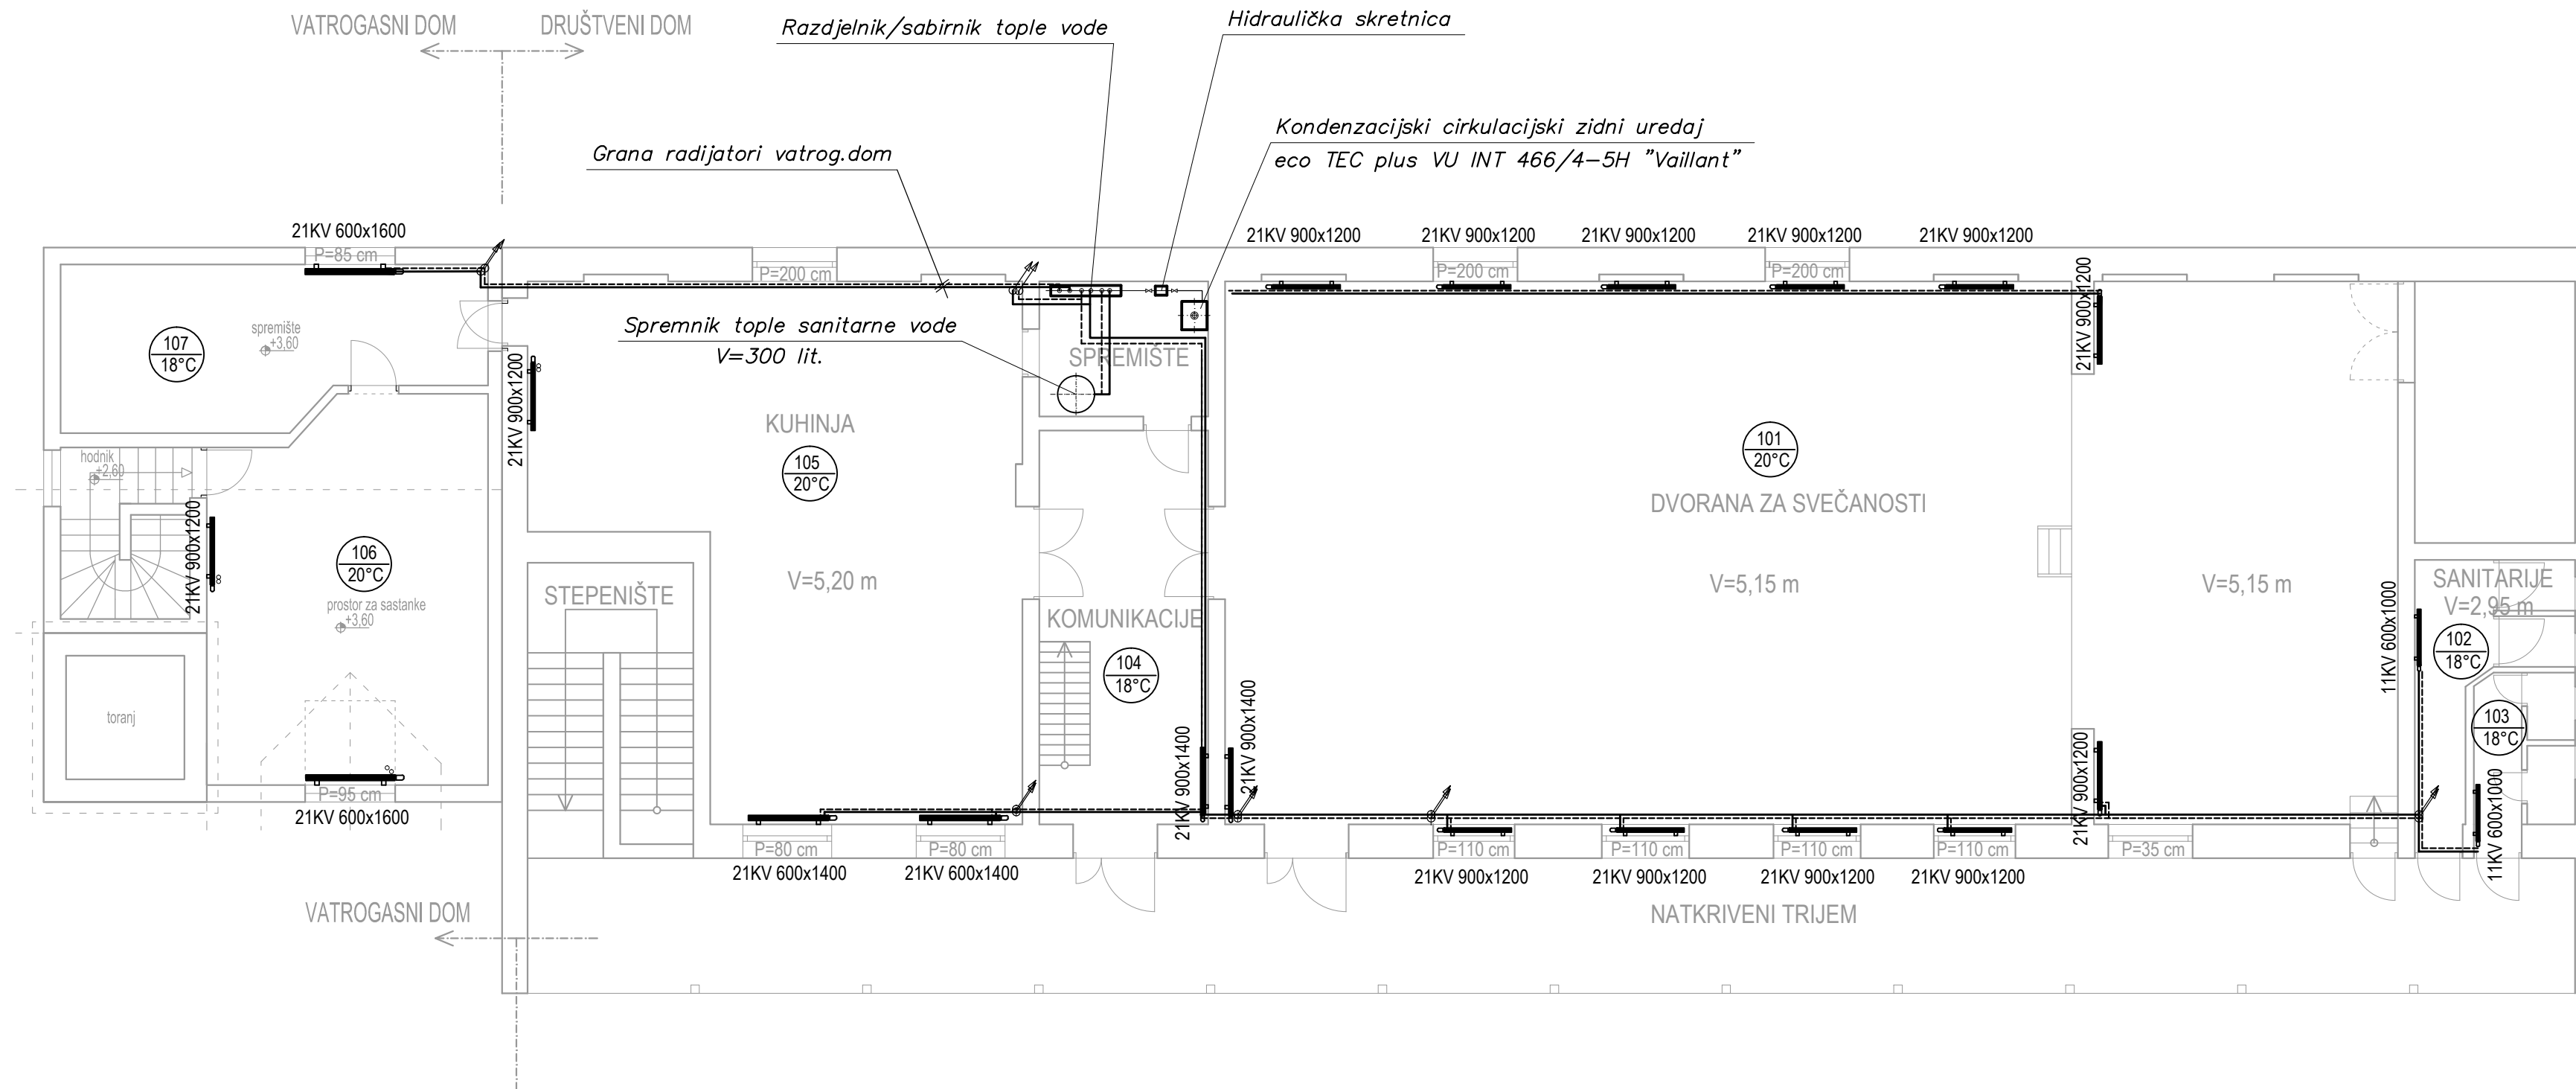 VATROGASNI DOM
DRUŠTVENI DOM
Razdjelnik/sabirnik tople vode
Hidraulička skretnica
Kondenzacijski cirkulacijski zidni uredaj
eco TEC plus VU INT 466/4-5H "Vaillant"
Grana radijatori vatrog.dom
21KV 600x1600
P=85 cm
P=200 cm
21KV 900x1200
21KV 900x1200
21KV 900x1200
21KV 900x1200
21KV 900x1200
P=200 cm
P=200 cm
21KV 900x1200
Spremnik tople sanitarne vode
V=300 lit.
107
18°C
spremište
+3,60
21KV 900x1200
SPREMIŠTE
KUHINJA
105
20°C
101
20°C
DVORANA ZA SVEČANOSTI
hodnik
+2,60
21KV 900x1200
106
20°C
prostor za sastanke
+3,60
STEPENIŠTE
V=5,20 m
V=5,15 m
V=5,15 m
KOMUNIKACIJE
104
18°C
SANITARIJE
V=2,95 m
11KV 600x1000
102
18°C
103
18°C
toranj
21KV 900x1400
21KV 900x1400
21KV 900x1200
11KV 600x1000
P=95 cm
21KV 600x1600
P=80 cm
P=80 cm
21KV 600x1400
21KV 600x1400
P=110 cm
P=110 cm
P=110 cm
P=110 cm
P=35 cm
21KV 900x1200
21KV 900x1200
21KV 900x1200
21KV 900x1200
VATROGASNI DOM
NATKRIVENI TRIJEM